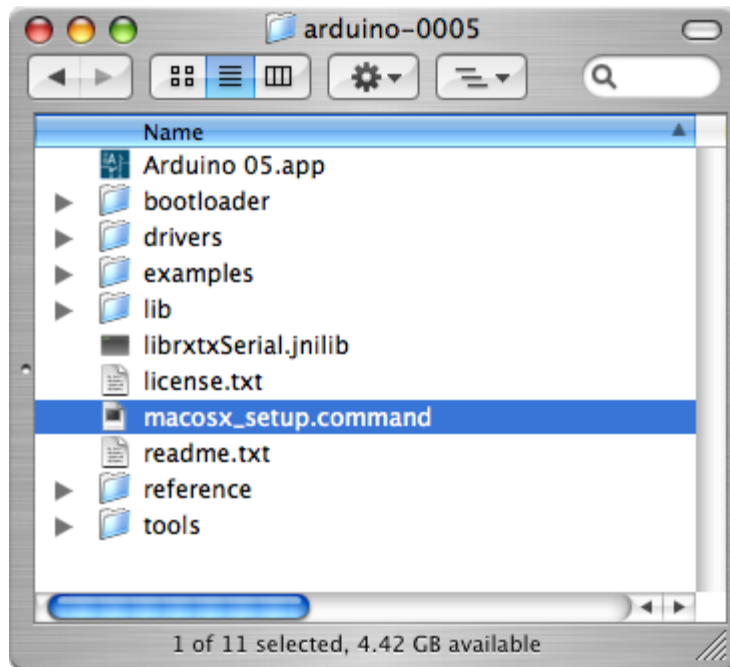 arduino-0005
Name
Arduino 05.app
bootloader
drivers
examples
lib
librxtxSerial.jnilib
license.txt
macosx_setup.command
readme.txt
reference
tools
1 of 11 selected, 4.42 GB available